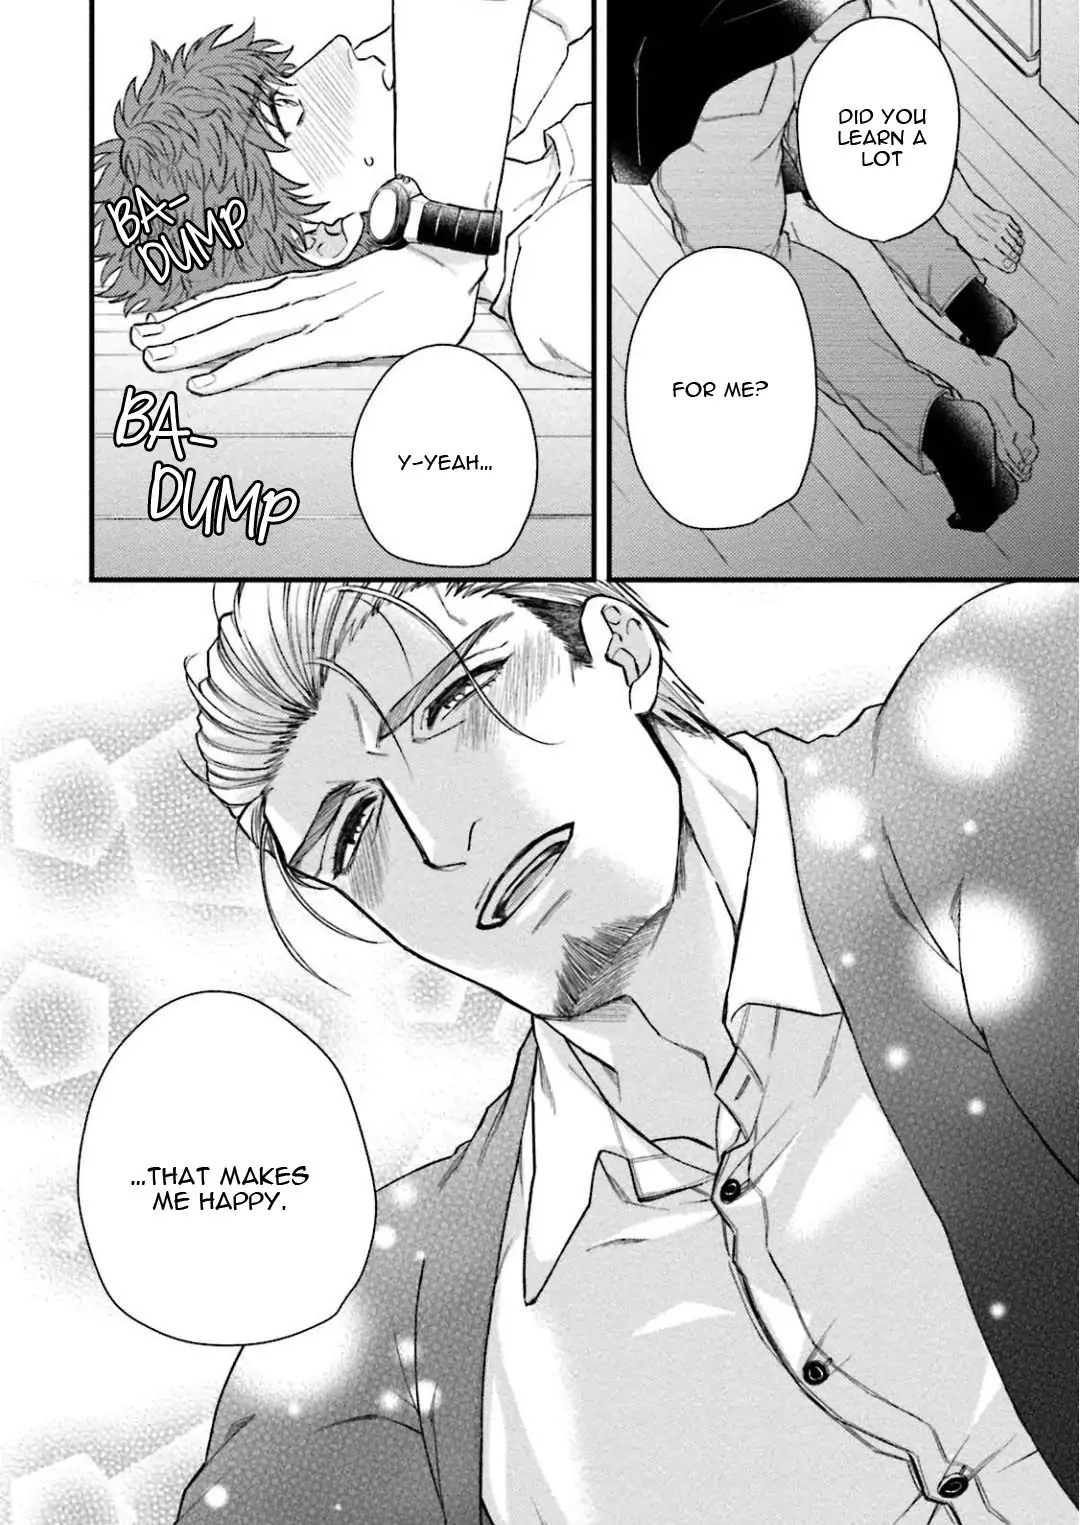 DID YOU
LEARN A
LOT
FOR ME?
BA-
DUMP
BA-
DUMP
Y-YEAH...
...THAT MAKES
ME HAPPY.